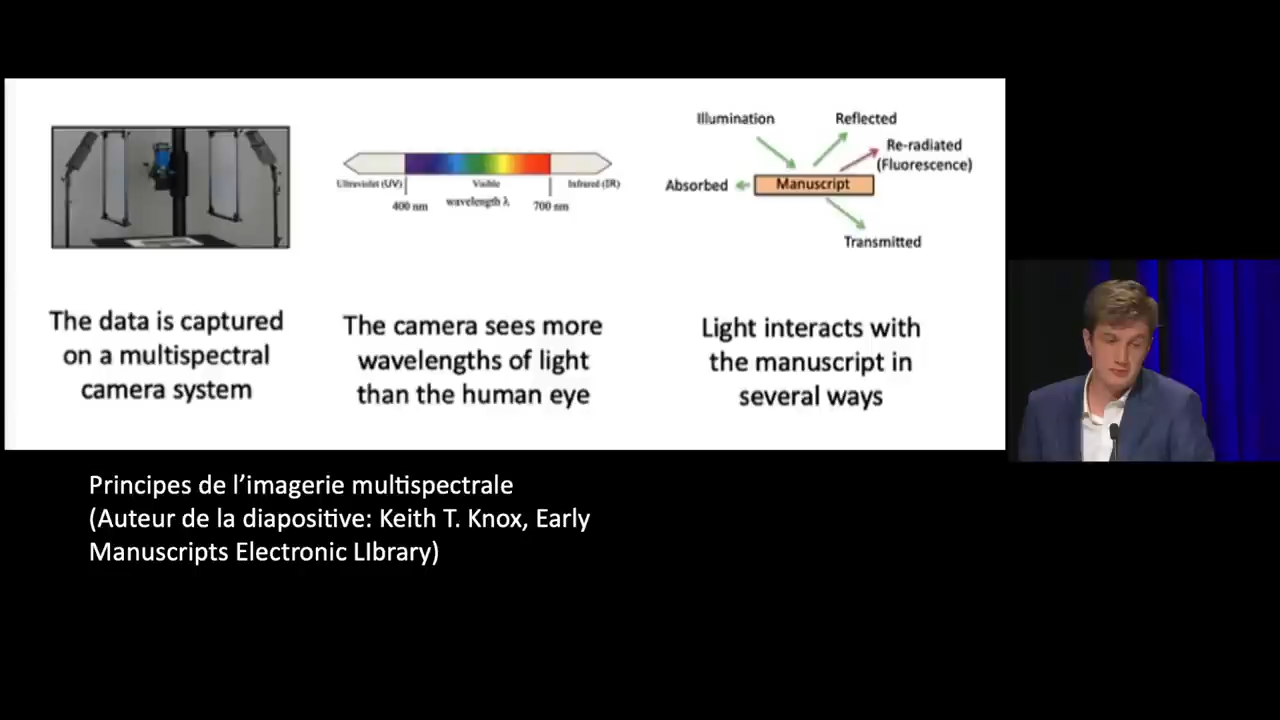 Illumination
Reflected
Re-radiated
(Fluorescence)
Absorbed
Manuscript
Transmitted
Ultraviolet (UV)
Visible
Infrared (IR)
400 nm
wavelength λ
700 nm
The data is captured
on a multispectral
camera system
The camera sees more
wavelengths of light
than the human eye
Light interacts with
the manuscript in
several ways
Principes de l’imagerie multispectrale
(Auteur de la diapositive: Keith T. Knox, Early
Manuscripts Electronic LIbrary)